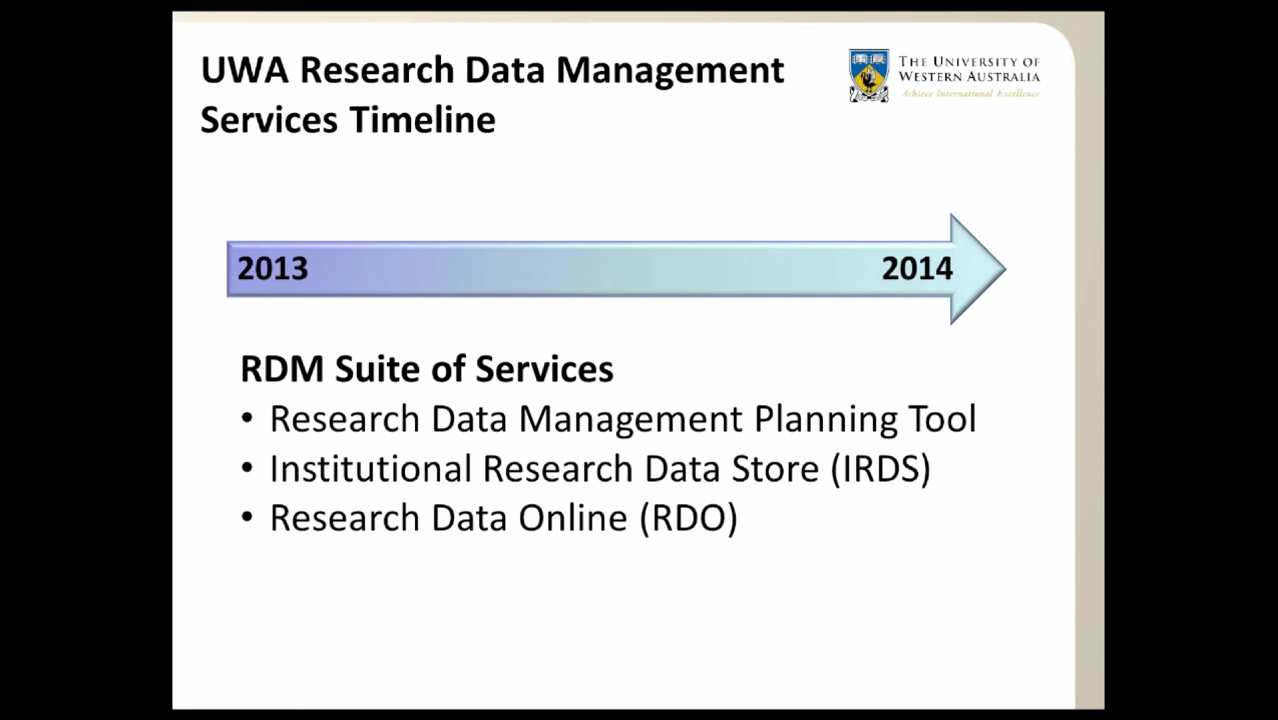 UWA Research Data Management
Services Timeline
THE UNIVERSITY OF
WESTERN AUSTRALIA
Achieve International Excellence
2013
2014
RDM Suite of Services
• Research Data Management Planning Tool
• Institutional Research Data Store (IRDS)
• Research Data Online (RDO)